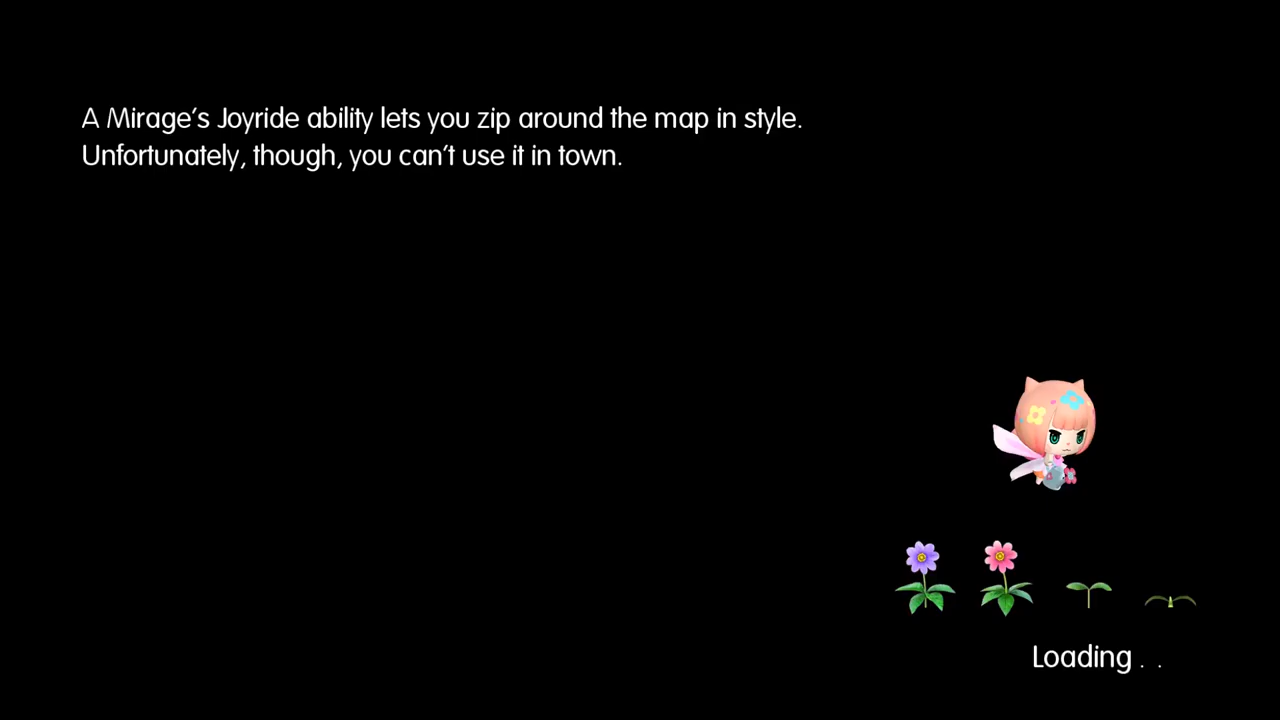 A Mirage's Joyride ability lets you zip around the map in style.
Unfortunately, though, you can't use it in town.
Loading . .